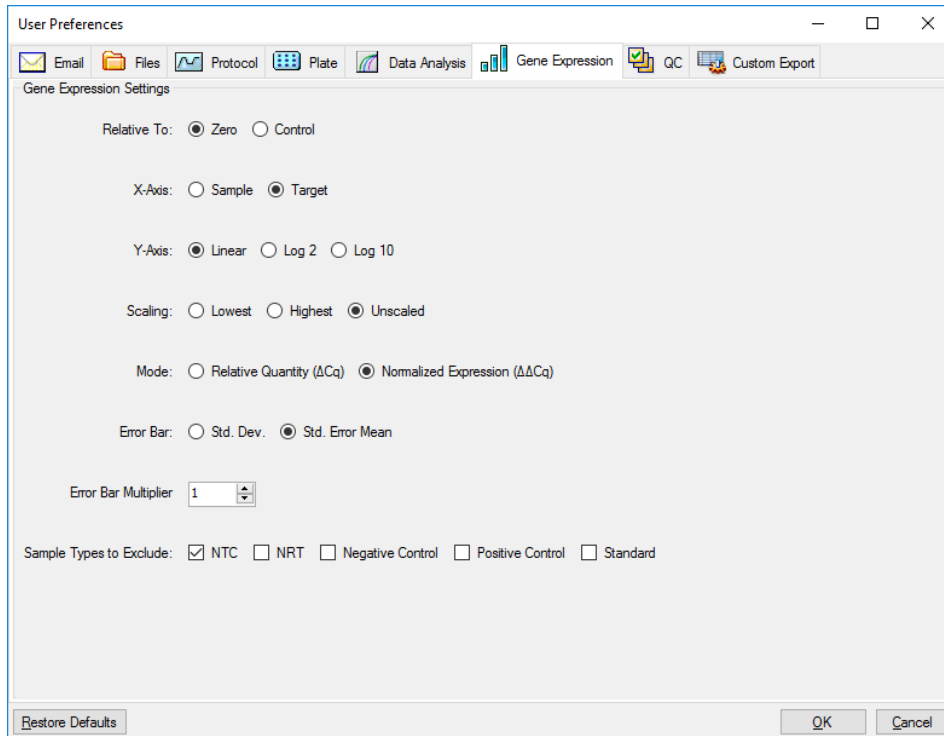 User Preferences
Email Files Protocol Plate Data Analysis Gene Expression QC Custom Export
Gene Expression Settings
Relative To: Zero Control
X-Axis: Sample Target
Y-Axis: Linear Log 2 Log 10
Scaling: Lowest Highest Unscaled
Mode: Relative Quantity (ΔCq) Normalized Expression (ΔΔCq)
Error Bar: Std. Dev. Std. Error Mean
Error Bar Multiplier 1
Sample Types to Exclude: NTC NRT Negative Control Positive Control Standard
Restore Defaults OK Cancel